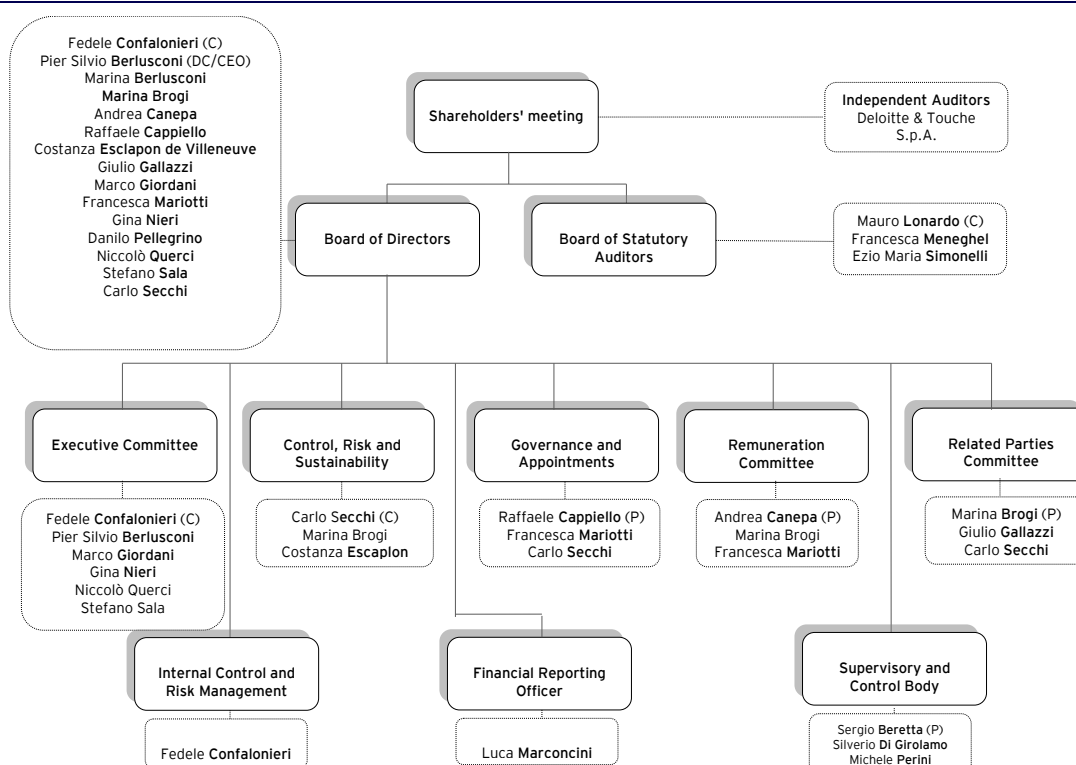 Fedele Confalonieri (C)
Pier Silvio Berlusconi (DC/CEO)
Marina Berlusconi
Marina Brogi
Andrea Canepa
Raffaele Cappiello
Costanza Esclapon de Villeneuve
Giulio Gallazzi
Marco Giordani
Francesca Mariotti
Gina Nieri
Danilo Pellegrino
Niccolò Querci
Stefano Sala
Carlo Secchi
Shareholders' meeting
Independent Auditors
Deloitte & Touche
S.p.A.
Board of Directors
Board of Statutory
Auditors
Mauro Lonardo (C)
Francesca Meneghel
Ezio Maria Simonelli
Executive Committee
Control, Risk and
Sustainability
Governance and
Appointments
Remuneration
Committee
Related Parties
Committee
Fedele Confalonieri (C)
Pier Silvio Berlusconi
Marco Giordani
Gina Nieri
Niccolò Querci
Stefano Sala
Carlo Secchi (C)
Marina Brogi
Costanza Escaplon
Raffaele Cappiello (P)
Francesca Mariotti
Carlo Secchi
Andrea Canepa (P)
Marina Brogi
Francesca Mariotti
Marina Brogi (P)
Giulio Gallazzi
Carlo Secchi
Internal Control and
Risk Management
Financial Reporting
Officer
Supervisory and
Control Body
Fedele Confalonieri
Luca Marconcini
Sergio Beretta (P)
Silverio Di Girolamo
Michele Perini